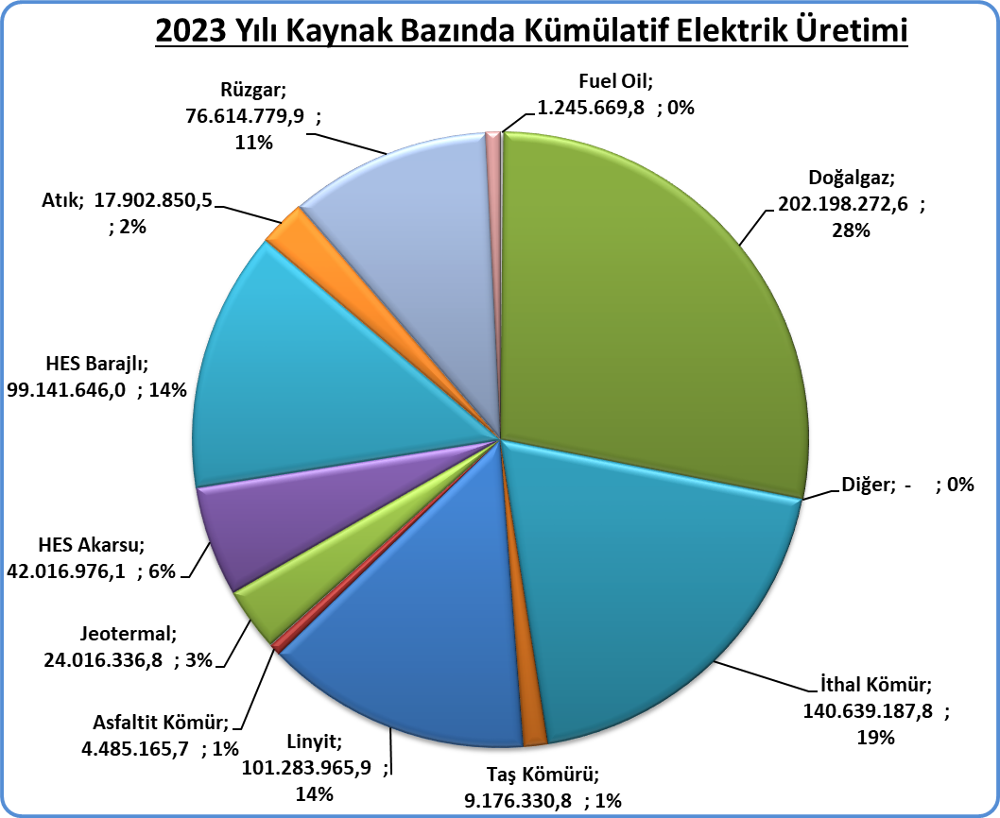 2023 Yılı Kaynak Bazında Kümülatif Elektrik Üretimi
Fuel Oil;
1.245.669,8 ; 0%
Rüzgar;
76.614.779,9 ;
11%
Doğalgaz;
202.198.272,6 ;
28%
Atık; 17.902.850,5
; 2%
HES Barajlı;
99.141.646,0 ; 14%
Diğer; - ; 0%
HES Akarsu;
42.016.976,1 ; 6%
Jeotermal;
24.016.336,8 ; 3%
İthal Kömür;
140.639.187,8 ;
19%
Asfaltit Kömür;
4.485.165,7 ; 1%
Linyit;
101.283.965,9 ;
14%
Taş Kömürü;
9.176.330,8 ; 1%